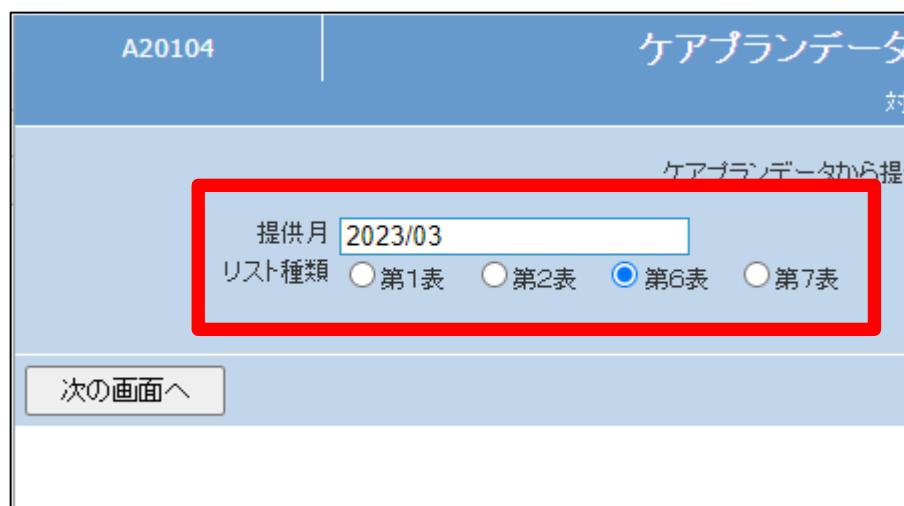 A20104
ケアプランデータ
対
ケアプランデータから提
提供月 2023/03
リスト種類 第1表 第2表 第6表 第7表
次の画面へ